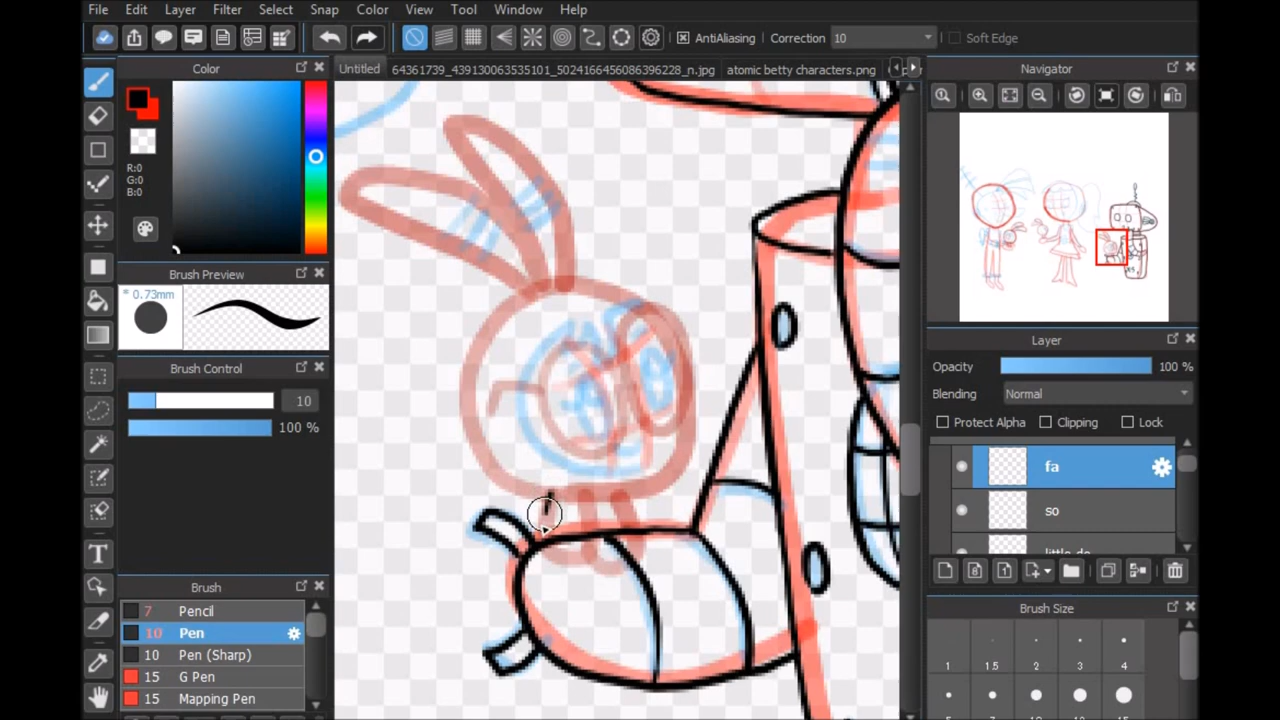 File Edit Layer Filter Select Snap Color View Tool Window Help
AntiAliasing Correction 10 Soft Edge
Color
Untitled 64361739_439130063535101_5024166456086396228_n.jpg atomic betty characters.png
Navigator
R:0
G:0
B:0
Brush Preview
* 0.73mm
Brush Control
10
100 %
Layer
Opacity 100 %
Blending Normal
Protect Alpha Clipping Lock
fa
so
Brush
7 Pencil
10 Pen
10 Pen (Sharp)
15 G Pen
15 Mapping Pen
T
Brush Size
1 1.5 2 3 4